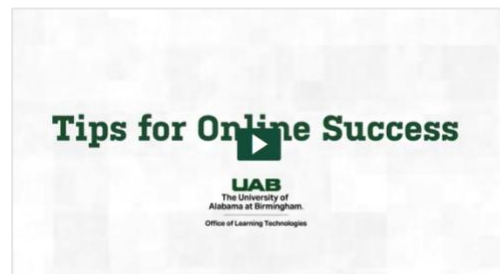 Tips for Online Success
UAB
The University of
Alabama at Birmingham.
Office of Learning Technologies